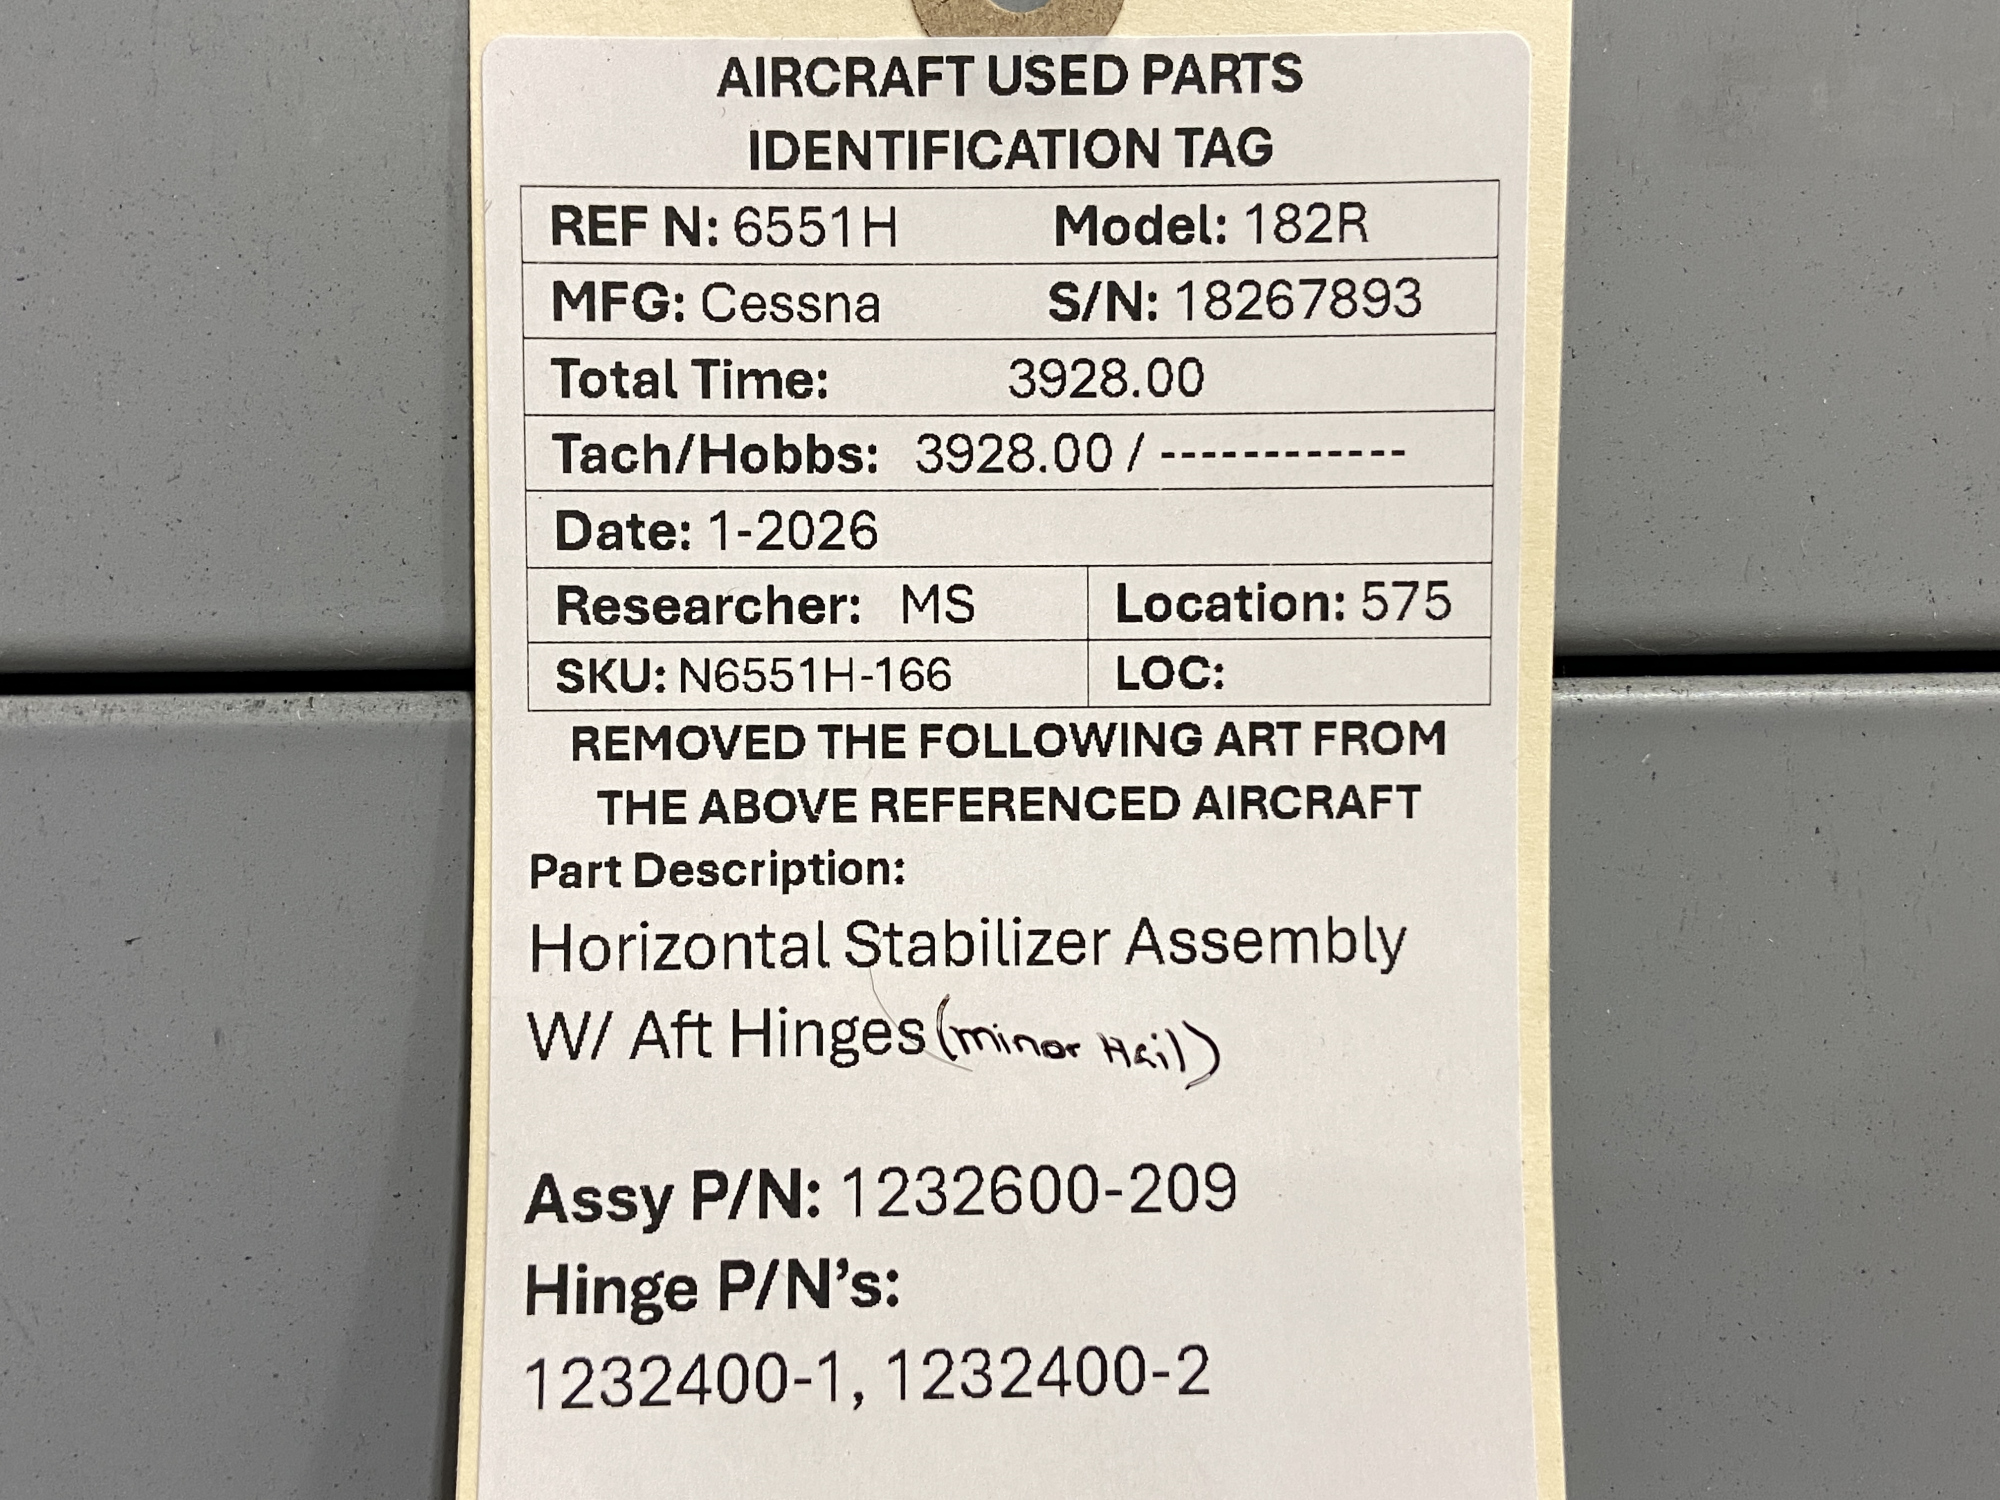 AIRCRAFT USED PARTS
IDENTIFICATION TAG
REF N: 6551H Model: 182R
MFG: Cessna S/N: 18267893
Total Time: 3928.00
Tach/Hobbs: 3928.00 / ------------
Date: 1-2026
Researcher: MS Location: 575
SKU: N6551H-166 LOC:
REMOVED THE FOLLOWING ART FROM
THE ABOVE REFERENCED AIRCRAFT
Part Description:
Horizontal Stabilizer Assembly
W/ Aft Hinges (minor Hail)
Assy P/N: 1232600-209
Hinge P/N's:
1232400-1, 1232400-2